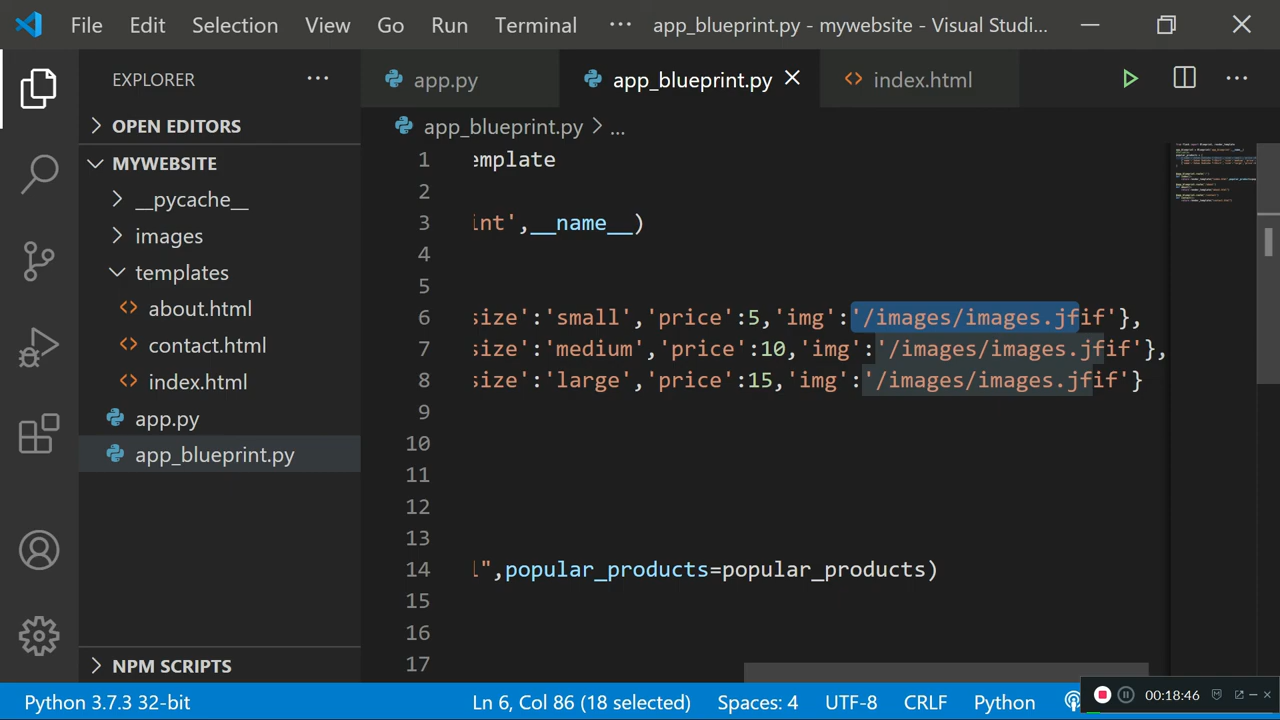 File Edit Selection View Go Run Terminal ··· app_blueprint.py - mywebsite - Visual Studi...
EXPLORER ···
app.py app_blueprint.py index.html ···
OPEN EDITORS
MYWEBSITE
__pycache__
images
templates
about.html
contact.html
index.html
app.py
app_blueprint.py
NPM SCRIPTS
app_blueprint.py > ...
1 emplate
2
3 int',__name__)
4
5
6 size':'small','price':5,'img':'/images/images.jfif'},
7 size':'medium','price':10,'img':'/images/images.jfif'},
8 size':'large','price':15,'img':'/images/images.jfif'}
9
10
11
12
13
14 l",popular_products=popular_products)
15
16
17
Python 3.7.3 32-bit Ln 6, Col 86 (18 selected) Spaces: 4 UTF-8 CRLF Python
00:18:46